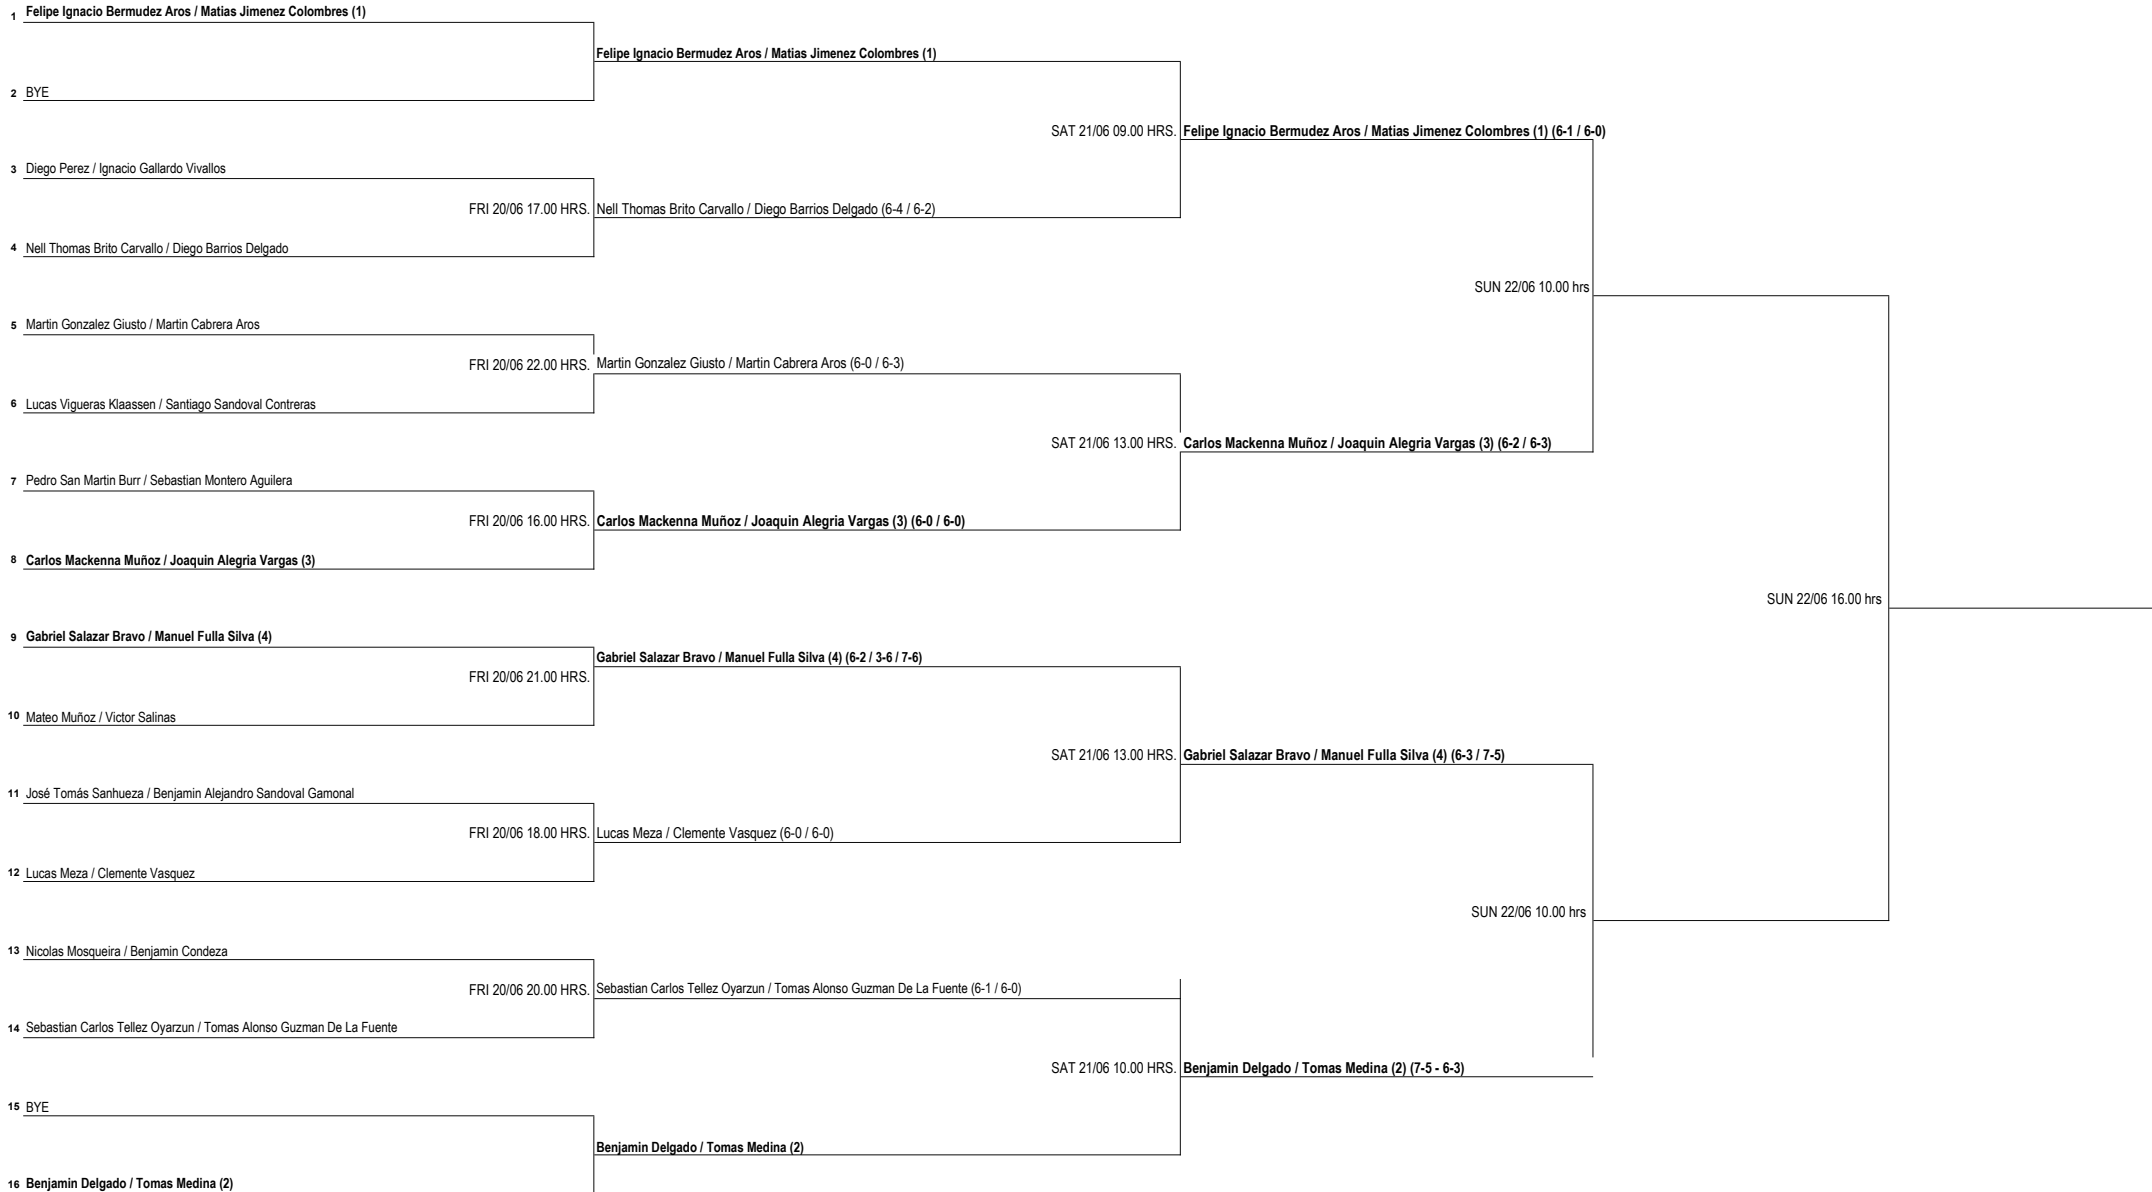 1 Felipe Ignacio Bermudez Aros / Matias Jimenez Colombres (1)
Felipe Ignacio Bermudez Aros / Matias Jimenez Colombres (1)
2 BYE
SAT 21/06 09.00 HRS. Felipe Ignacio Bermudez Aros / Matias Jimenez Colombres (1) (6-1 / 6-0)
3 Diego Perez / Ignacio Gallardo Vivallos
FRI 20/06 17.00 HRS. Nell Thomas Brito Carvallo / Diego Barrios Delgado (6-4 / 6-2)
4 Nell Thomas Brito Carvallo / Diego Barrios Delgado
SUN 22/06 10.00 hrs
5 Martin Gonzalez Giusto / Martin Cabrera Aros
FRI 20/06 22.00 HRS. Martin Gonzalez Giusto / Martin Cabrera Aros (6-0 / 6-3)
6 Lucas Vigueras Klaassen / Santiago Sandoval Contreras
SAT 21/06 13.00 HRS. Carlos Mackenna Muñoz / Joaquin Alegria Vargas (3) (6-2 / 6-3)
7 Pedro San Martin Burr / Sebastian Montero Aguilera
FRI 20/06 16.00 HRS. Carlos Mackenna Muñoz / Joaquin Alegria Vargas (3) (6-0 / 6-0)
8 Carlos Mackenna Muñoz / Joaquin Alegria Vargas (3)
SUN 22/06 16.00 hrs
9 Gabriel Salazar Bravo / Manuel Fulla Silva (4)
Gabriel Salazar Bravo / Manuel Fulla Silva (4) (6-2 / 3-6 / 7-6)
FRI 20/06 21.00 HRS.
10 Mateo Muñoz / Victor Salinas
SAT 21/06 13.00 HRS. Gabriel Salazar Bravo / Manuel Fulla Silva (4) (6-3 / 7-5)
11 José Tomás Sanhueza / Benjamin Alejandro Sandoval Gamonal
FRI 20/06 18.00 HRS. Lucas Meza / Clemente Vasquez (6-0 / 6-0)
12 Lucas Meza / Clemente Vasquez
SUN 22/06 10.00 hrs
13 Nicolas Mosqueira / Benjamin Condeza
FRI 20/06 20.00 HRS. Sebastian Carlos Tellez Oyarzun / Tomas Alonso Guzman De La Fuente (6-1 / 6-0)
14 Sebastian Carlos Tellez Oyarzun / Tomas Alonso Guzman De La Fuente
SAT 21/06 10.00 HRS. Benjamin Delgado / Tomas Medina (2) (7-5 - 6-3)
15 BYE
Benjamin Delgado / Tomas Medina (2)
16 Benjamin Delgado / Tomas Medina (2)